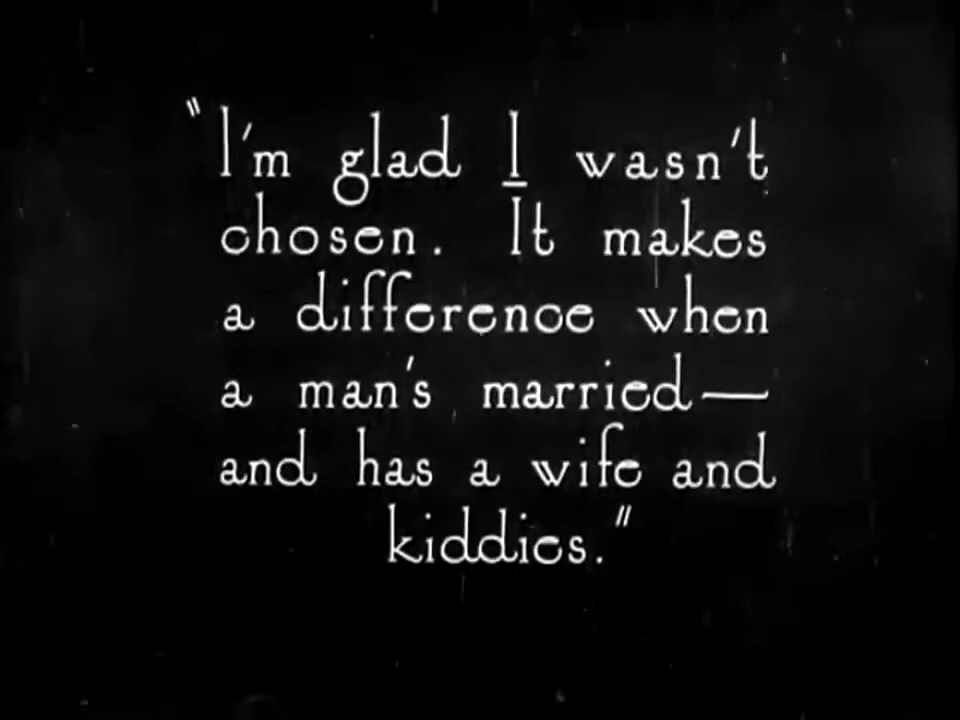 "I'm glad I wasn't
chosen. It makes
a difference when
a man's married—
and has a wife and
kiddies."